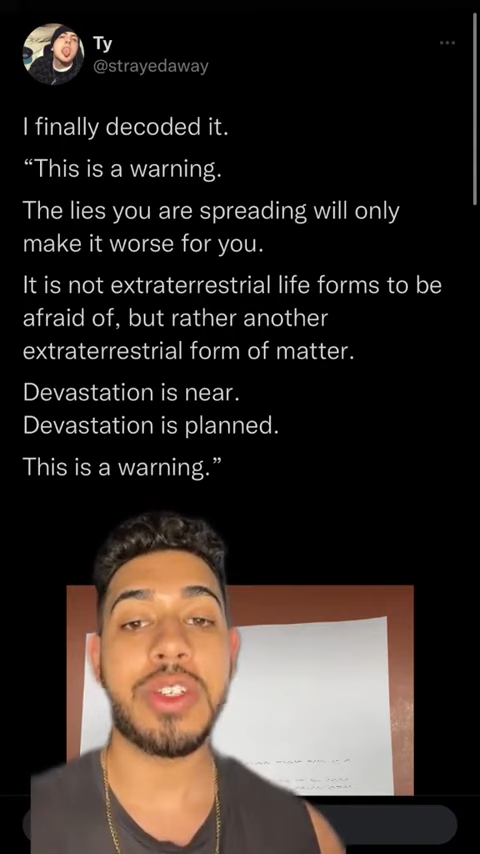 Ty
@strayedaway
I finally decoded it.
“This is a warning.
The lies you are spreading will only
make it worse for you.
It is not extraterrestrial life forms to be
afraid of, but rather another
extraterrestrial form of matter.
Devastation is near.
Devastation is planned.
This is a warning.”